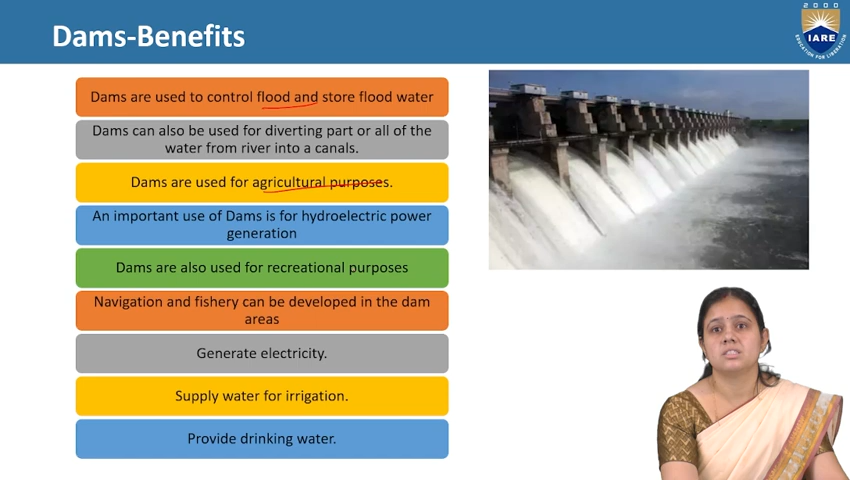 Dams-Benefits
2000
IARE
EDUCATION FOR LIBERATION
Dams are used to control flood and store flood water
Dams can also be used for diverting part or all of the
water from river into a canals.
Dams are used for agricultural purposes.
An important use of Dams is for hydroelectric power
generation
Dams are also used for recreational purposes
Navigation and fishery can be developed in the dam
areas
Generate electricity.
Supply water for irrigation.
Provide drinking water.